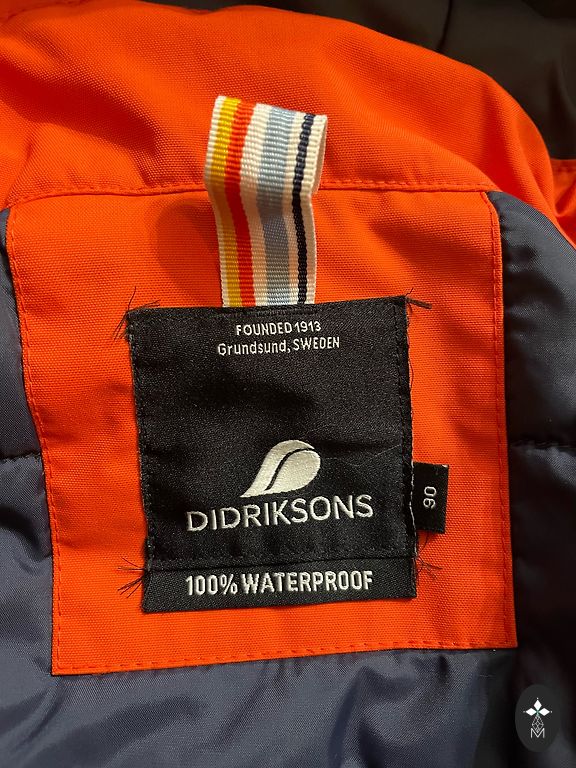 FOUNDED 1913
Grundsund, SWEDEN
DIDRIKSONS
90
100% WATERPROOF